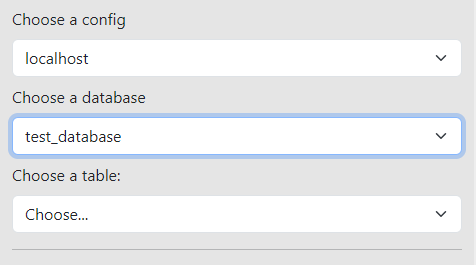 Choose a config
localhost
Choose a database
test_database
Choose a table:
Choose...